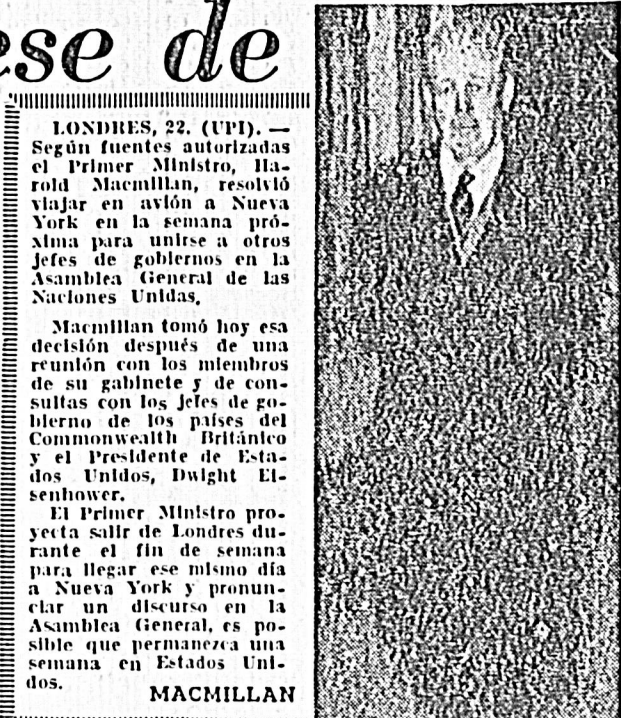 ese de
LONDRES, 22. (UPI). —
Según fuentes autorizadas
el Primer Ministro, Ha-
rold Macmillan, resolvió
viajar en avión a Nueva
York en la semana pró-
xima para unirse a otros
jefes de gobiernos en la
Asamblea General de las
Naciones Unidas.
Macmillan tomó hoy esa
decisión después de una
reunión con los miembros
de su gabinete y de con-
sultas con los jefes de go-
bierno de los países del
Commonwealth Británico
y el Presidente de Esta-
dos Unidos, Dwight Ei-
senhower.
El Primer Ministro pro-
yecta salir de Londres du-
rante el fin de semana
para llegar ese mismo día
a Nueva York y pronun-
ciar un discurso en la
Asamblea General, es po-
sible que permanezca una
semana en Estados Uni-
dos.
MACMILLAN